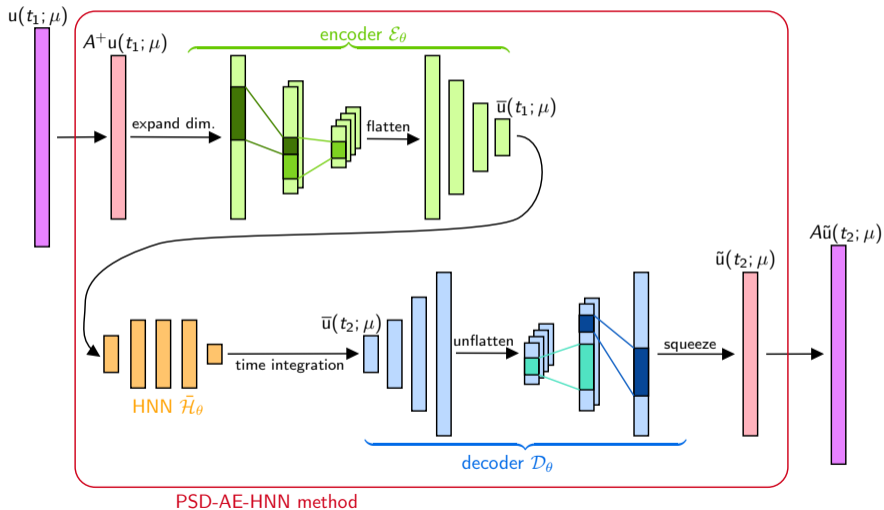 u(t₁; μ)
A⁺u(t₁; μ)
encoder ℰ_θ
expand dim.
flatten
u̅(t₁; μ)
HNN ℋ̄_θ
time integration
u̅(t₂; μ)
unflatten
squeeze
ũ(t₂; μ)
Aũ(t₂; μ)
decoder 𝒟_θ
PSD-AE-HNN method